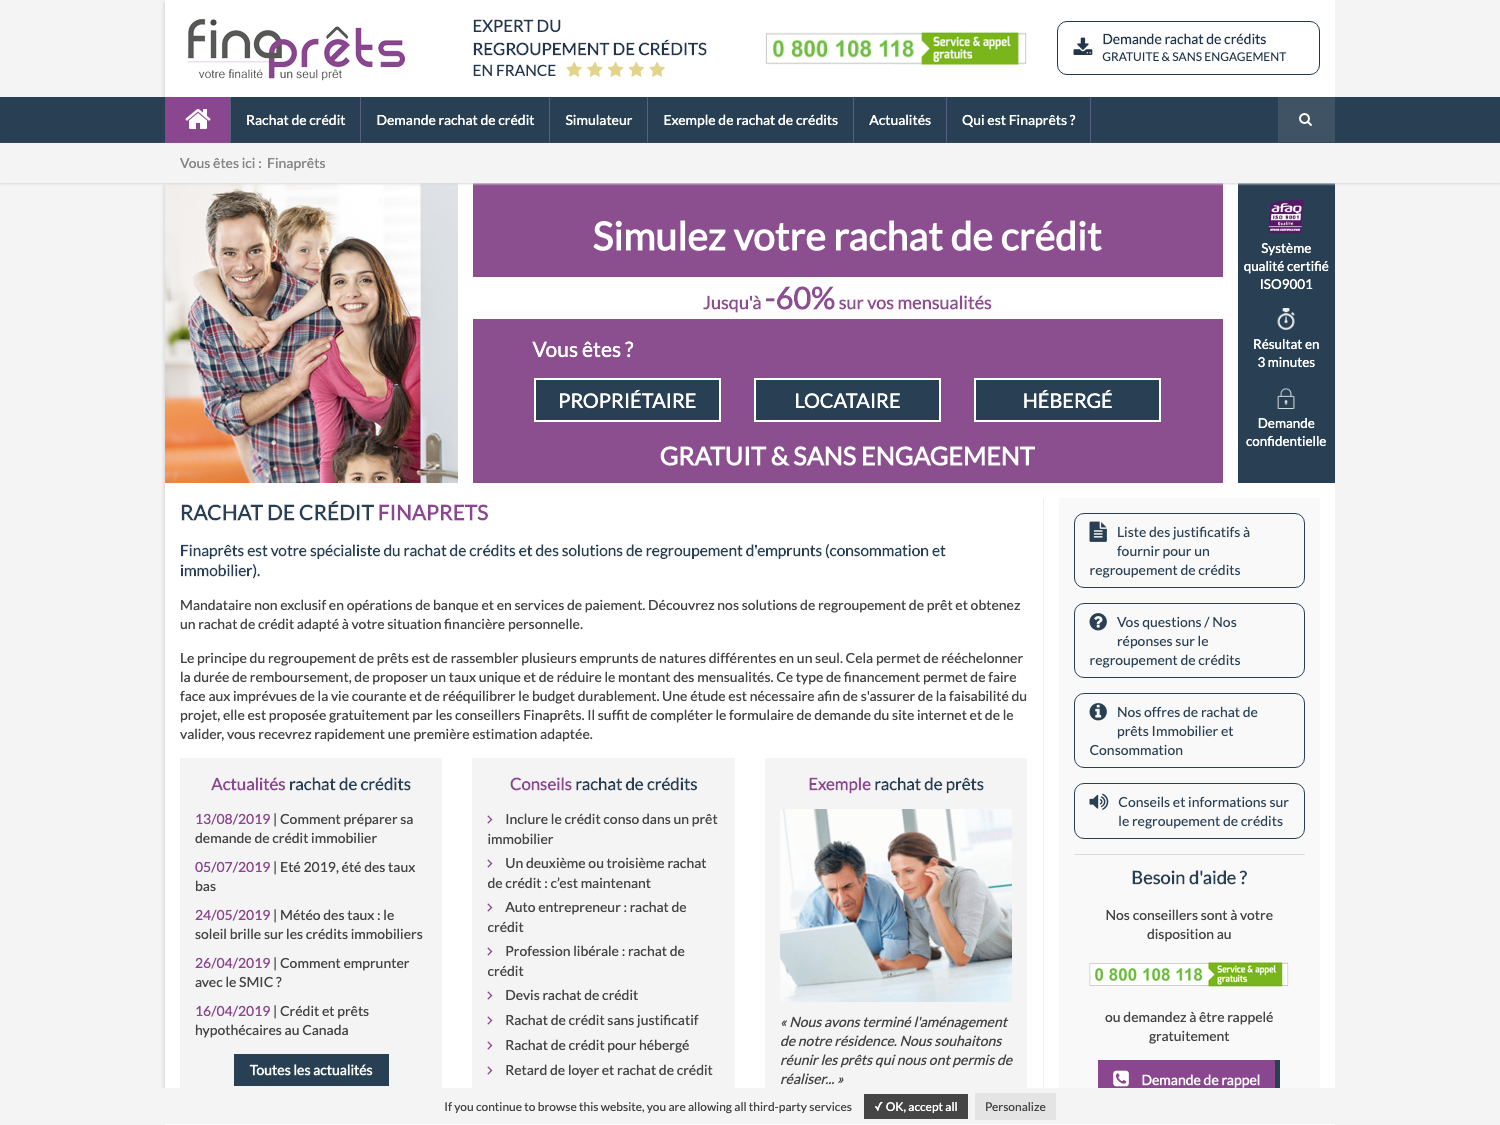 finaprêts
votre finalité un seul prêt
EXPERT DU
REGROUPEMENT DE CRÉDITS
EN FRANCE
0 800 108 118 Service & appel gratuits
Demande rachat de crédits
GRATUITE & SANS ENGAGEMENT
Rachat de crédit
Demande rachat de crédit
Simulateur
Exemple de rachat de crédits
Actualités
Qui est Finaprêts ?
Vous êtes ici : Finaprêts
Simulez votre rachat de crédit
Jusqu'à -60% sur vos mensualités
Vous êtes ?
PROPRIÉTAIRE
LOCATAIRE
HÉBERGÉ
GRATUIT & SANS ENGAGEMENT
afaq
ISO 9001
Qualité
AFNOR CERTIFICATION
Système
qualité certifié
ISO9001
Résultat en
3 minutes
Demande
confidentielle
RACHAT DE CRÉDIT FINAPRETS
Finaprêts est votre spécialiste du rachat de crédits et des solutions de regroupement d'emprunts (consommation et
immobilier).
Mandataire non exclusif en opérations de banque et en services de paiement. Découvrez nos solutions de regroupement de prêt et obtenez
un rachat de crédit adapté à votre situation financière personnelle.
Le principe du regroupement de prêts est de rassembler plusieurs emprunts de natures différentes en un seul. Cela permet de rééchelonner
la durée de remboursement, de proposer un taux unique et de réduire le montant des mensualités. Ce type de financement permet de faire
face aux imprévues de la vie courante et de rééquilibrer le budget durablement. Une étude est nécessaire afin de s'assurer de la faisabilité du
projet, elle est proposée gratuitement par les conseillers Finaprêts. Il suffit de compléter le formulaire de demande du site internet et de le
valider, vous recevrez rapidement une première estimation adaptée.
Actualités rachat de crédits
13/08/2019 | Comment préparer sa
demande de crédit immobilier
05/07/2019 | Eté 2019, été des taux
bas
24/05/2019 | Météo des taux : le
soleil brille sur les crédits immobiliers
26/04/2019 | Comment emprunter
avec le SMIC ?
16/04/2019 | Crédit et prêts
hypothécaires au Canada
Toutes les actualités
Conseils rachat de crédits
Inclure le crédit conso dans un prêt
immobilier
Un deuxième ou troisième rachat
de crédit : c’est maintenant
Auto entrepreneur : rachat de
crédit
Profession libérale : rachat de
crédit
Devis rachat de crédit
Rachat de crédit sans justificatif
Rachat de crédit pour hébergé
Retard de loyer et rachat de crédit
Exemple rachat de prêts
« Nous avons terminé l'aménagement
de notre résidence. Nous souhaitons
réunir les prêts qui nous ont permis de
réaliser... »
Liste des justificatifs à
fournir pour un
regroupement de crédits
Vos questions / Nos
réponses sur le
regroupement de crédits
Nos offres de rachat de
prêts Immobilier et
Consommation
Conseils et informations sur
le regroupement de crédits
Besoin d'aide ?
Nos conseillers sont à votre
disposition au
0 800 108 118 Service & appel gratuits
ou demandez à être rappelé
gratuitement
Demande de rappel
If you continue to browse this website, you are allowing all third-party services
✓ OK, accept all
Personalize